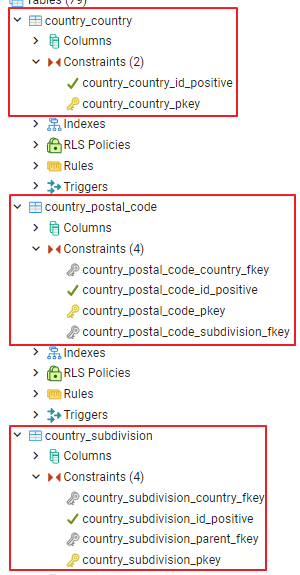 Tables (79)
country_country
Columns
Constraints (2)
country_country_id_positive
country_country_pkey
Indexes
RLS Policies
Rules
Triggers
country_postal_code
Columns
Constraints (4)
country_postal_code_country_fkey
country_postal_code_id_positive
country_postal_code_pkey
country_postal_code_subdivision_fkey
Indexes
RLS Policies
Rules
Triggers
country_subdivision
Columns
Constraints (4)
country_subdivision_country_fkey
country_subdivision_id_positive
country_subdivision_parent_fkey
country_subdivision_pkey